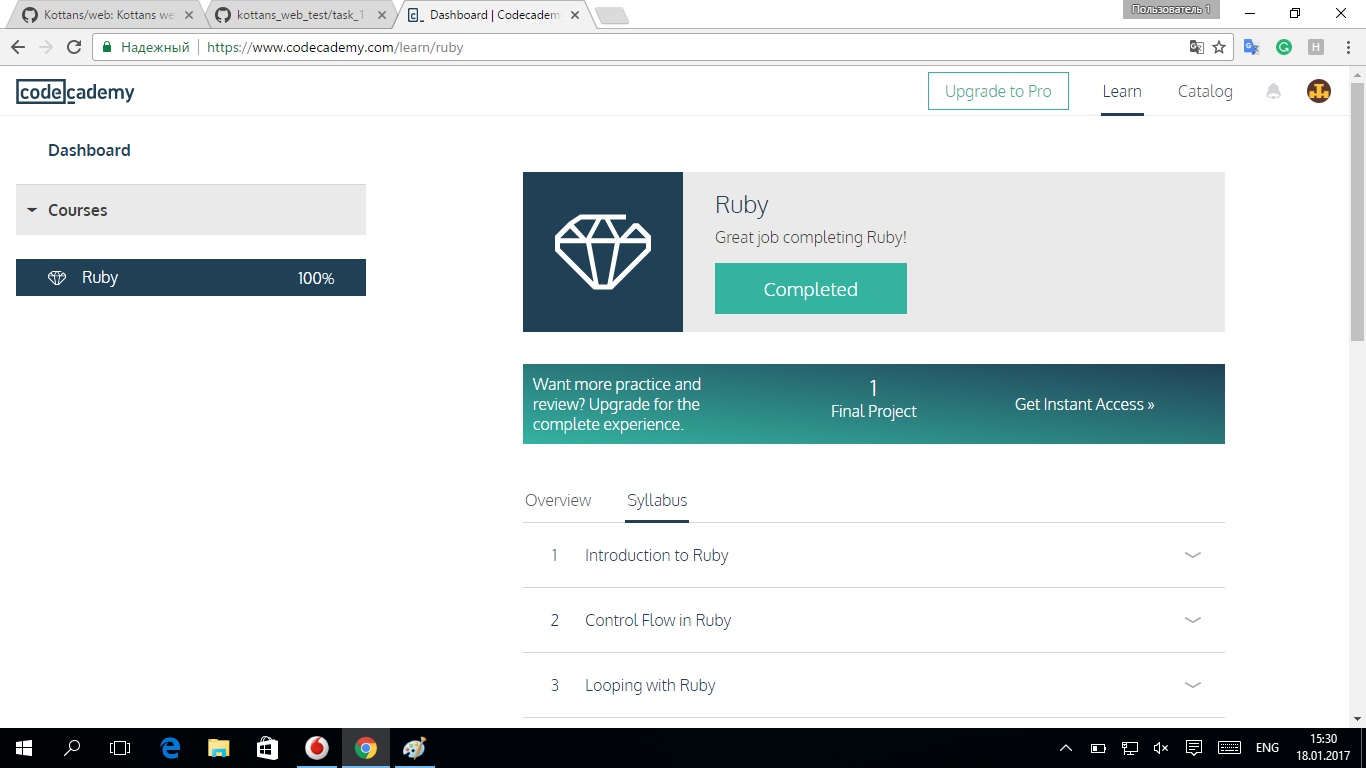 Kottans/web: Kottans we
kottans_web_test/task_1
Dashboard | Codecadem
Пользователь 1
Надежный
https://www.codecademy.com/learn/ruby
H
codecademy
Upgrade to Pro
Learn
Catalog
Dashboard
Courses
Ruby 100%
Ruby
Great job completing Ruby!
Completed
Want more practice and
review? Upgrade for the
complete experience.
1
Final Project
Get Instant Access »
Overview
Syllabus
1 Introduction to Ruby
2 Control Flow in Ruby
3 Looping with Ruby
ENG
15:30
18.01.2017